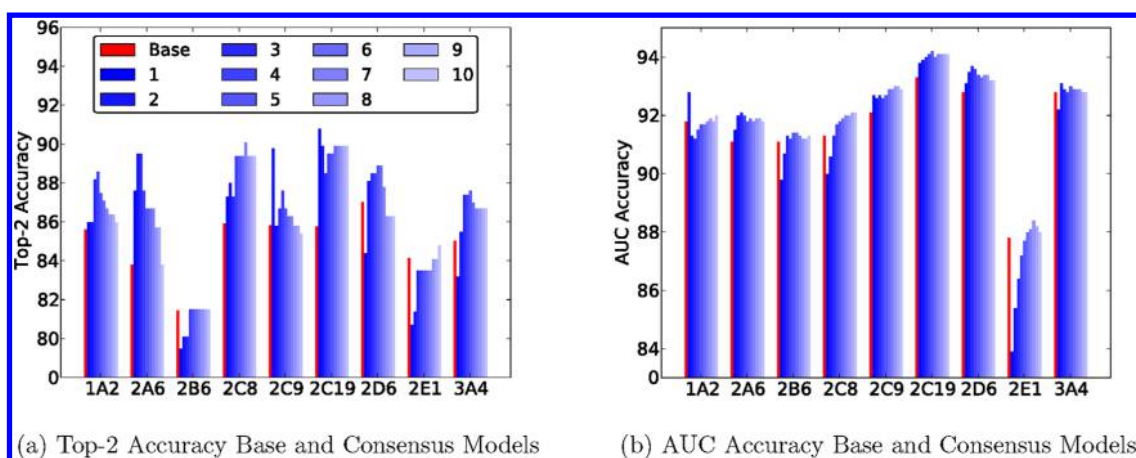 96
94
92
90
88
86
84
82
80
0
Top-2 Accuracy
Base 3 6 9
1 4 7 10
2 5 8
1A2 2A6 2B6 2C8 2C9 2C19 2D6 2E1 3A4
(a) Top-2 Accuracy Base and Consensus Models
94
92
90
88
86
84
0
AUC Accuracy
1A2 2A6 2B6 2C8 2C9 2C19 2D6 2E1 3A4
(b) AUC Accuracy Base and Consensus Models